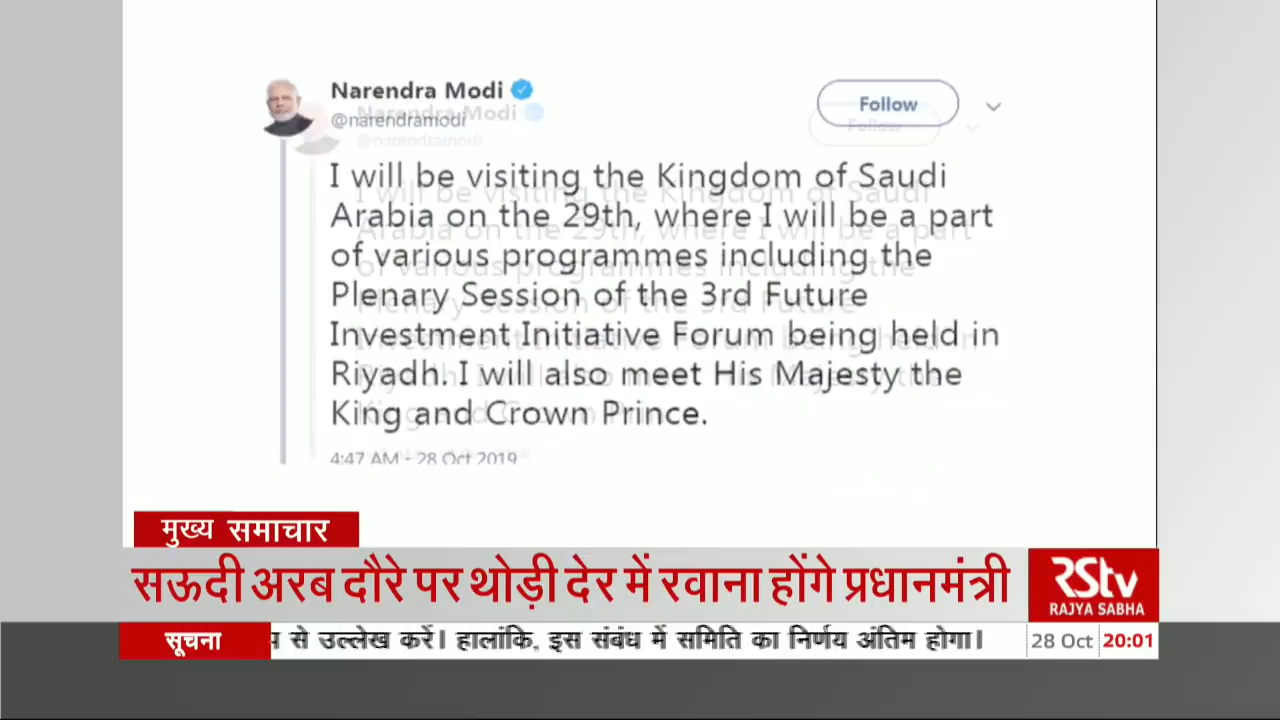 Narendra Modi
@narendramodi
Follow
I will be visiting the Kingdom of Saudi
Arabia on the 29th, where I will be a part
of various programmes including the
Plenary Session of the 3rd Future
Investment Initiative Forum being held in
Riyadh. I will also meet His Majesty the
King and Crown Prince.
4:47 AM - 28 Oct 2019
मुख्य समाचार
सऊदी अरब दौरे पर थोड़ी देर में रवाना होंगे प्रधानमंत्री
RStv
RAJYA SABHA
सूचना
से उल्लेख करें। हालांकि, इस संबंध में समिति का निर्णय अंतिम होगा।
28 Oct 20:01